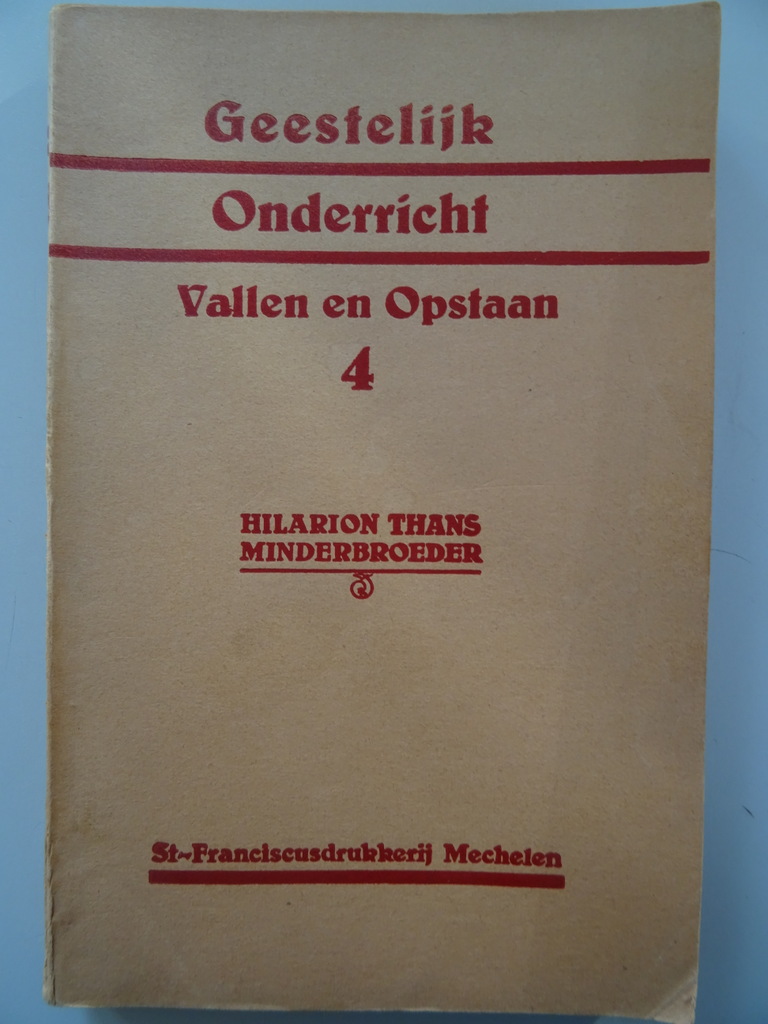 Geestelijk
Onderricht
Vallen en Opstaan
4
HILARION THANS
MINDERBROEDER
St-Franciscusdrukkerij Mechelen